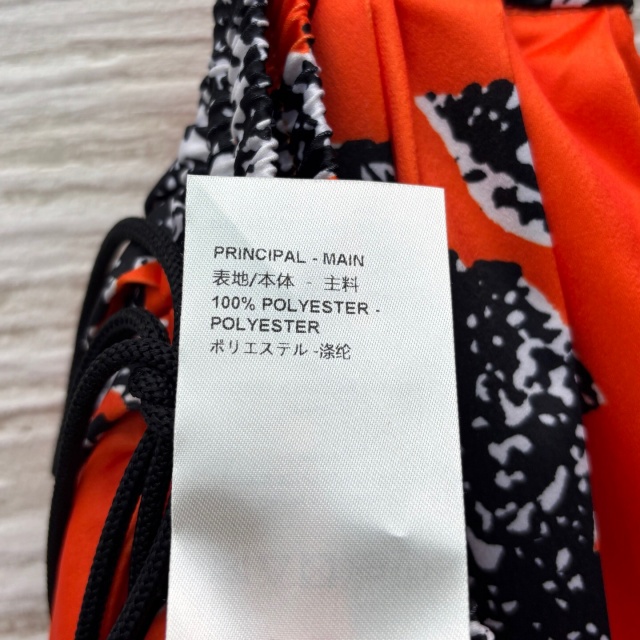 PRINCIPAL - MAIN
表地/本体 - 主料
100% POLYESTER -
POLYESTER
ポリエステル -涤纶